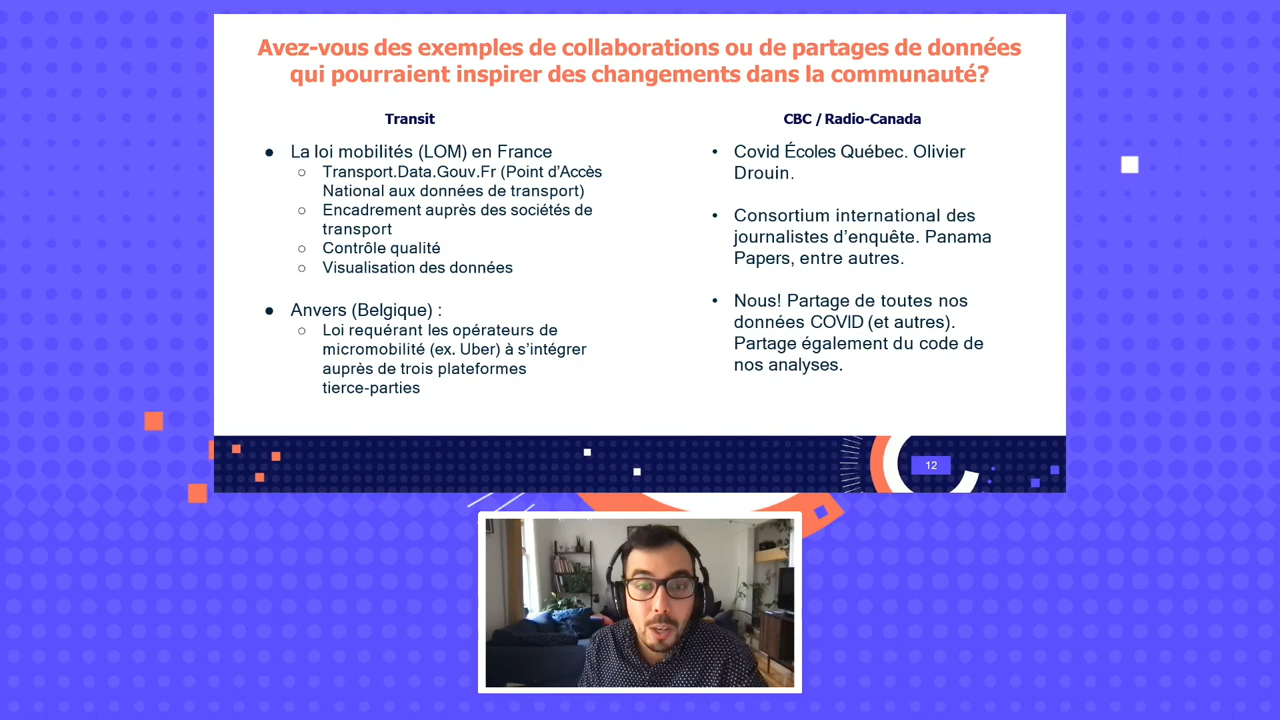 Avez-vous des exemples de collaborations ou de partages de données
qui pourraient inspirer des changements dans la communauté?
Transit
● La loi mobilités (LOM) en France
○ Transport.Data.Gouv.Fr (Point d'Accès
National aux données de transport)
○ Encadrement auprès des sociétés de
transport
○ Contrôle qualité
○ Visualisation des données
● Anvers (Belgique) :
○ Loi requérant les opérateurs de
micromobilité (ex. Uber) à s'intégrer
auprès de trois plateformes
tierce-parties
CBC / Radio-Canada
• Covid Écoles Québec. Olivier
Drouin.
• Consortium international des
journalistes d'enquête. Panama
Papers, entre autres.
• Nous! Partage de toutes nos
données COVID (et autres).
Partage également du code de
nos analyses.
12